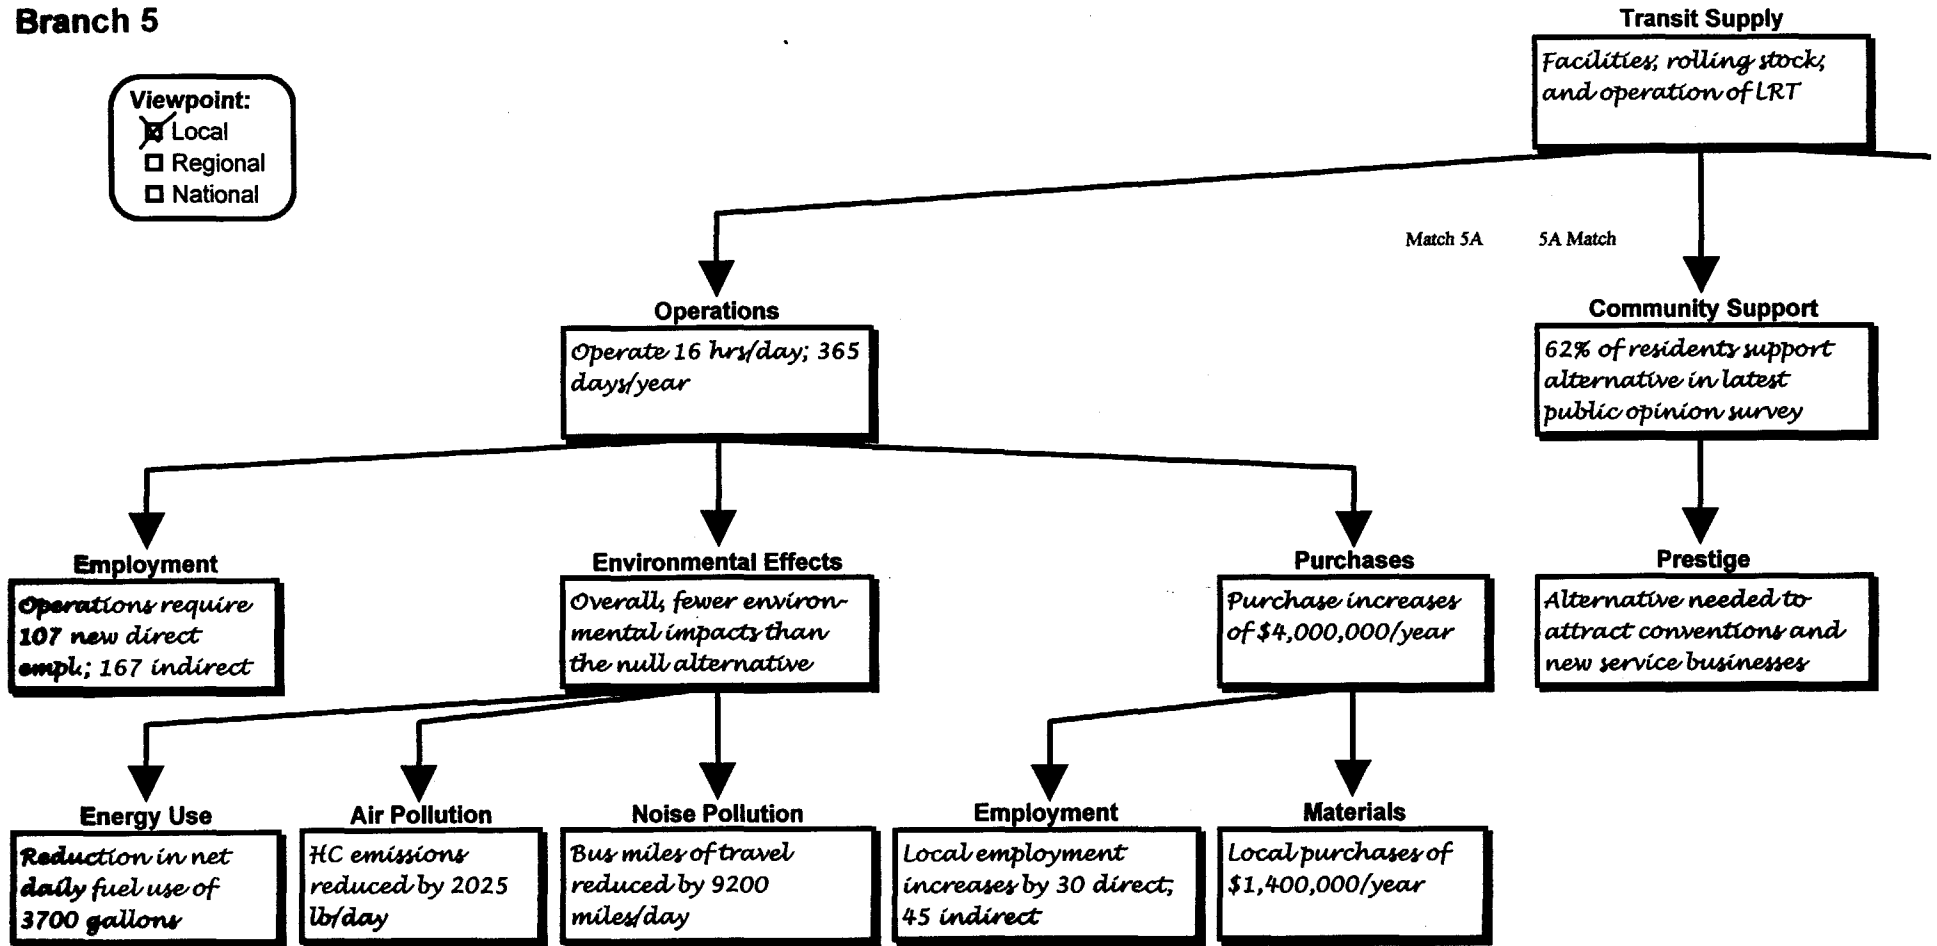 Branch 5
Viewpoint:
Local
Regional
National
Transit Supply
Facilities; rolling stock;
and operation of LRT
Match 5A
5A Match
Operations
Operate 16 hrs/day; 365
days/year
Community Support
62% of residents support
alternative in latest
public opinion survey
Employment
Operations require
107 new direct
empl.; 167 indirect
Environmental Effects
Overall, fewer environ-
mental impacts than
the null alternative
Purchases
Purchase increases
of $4,000,000/year
Prestige
Alternative needed to
attract conventions and
new service businesses
Energy Use
Reduction in net
daily fuel use of
3700 gallons
Air Pollution
HC emissions
reduced by 2025
lb/day
Noise Pollution
Bus miles of travel
reduced by 9200
miles/day
Employment
Local employment
increases by 30 direct;
45 indirect
Materials
Local purchases of
$1,400,000/year